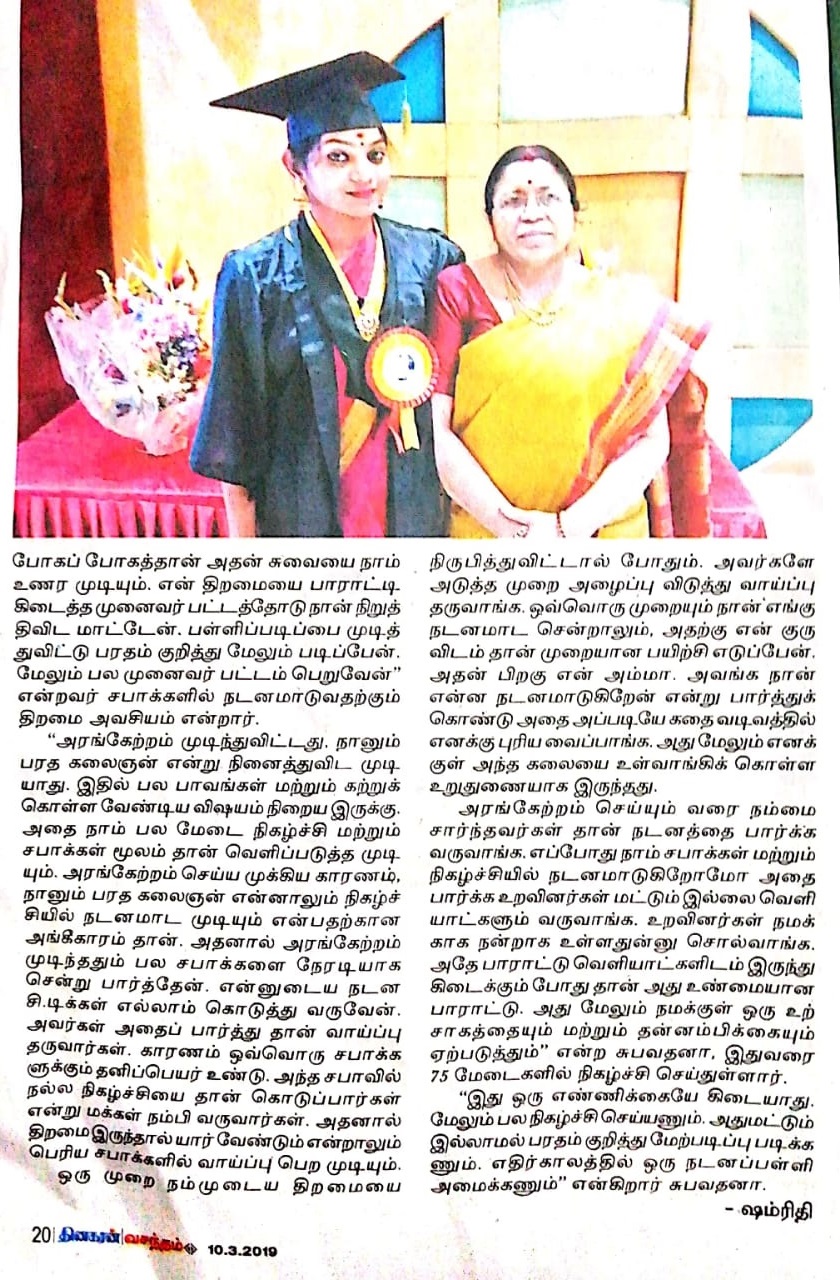 போகப் போகத்தான் அதன் சுவையை நாம்
உணர முடியும். என் திறமையை பாராட்டி
கிடைத்த முனைவர் பட்டத்தோடு நான் நிறுத்
திவிட மாட்டேன். பள்ளிப்படிப்பை முடித்
துவிட்டு பரதம் குறித்து மேலும் படிப்பேன்.
மேலும் பல முனைவர் பட்டம் பெறுவேன்”
என்றவர் சபாக்களில் நடனமாடுவதற்கும்
திறமை அவசியம் என்றார்.
“அரங்கேற்றம் முடிந்துவிட்டது. நானும்
பரத கலைஞன் என்று நினைத்துவிட முடி
யாது. இதில் பல பாவங்கள் மற்றும் கற்றுக்
கொள்ள வேண்டிய விஷயம் நிறைய இருக்கு.
அதை நாம் பல மேடை நிகழ்ச்சி மற்றும்
சபாக்கள் மூலம் தான் வெளிப்படுத்த முடி
யும். அரங்கேற்றம் செய்ய முக்கிய காரணம்,
நானும் பரத கலைஞன் என்னாலும் நிகழ்ச்
சியில் நடனமாட முடியும் என்பதற்கான
அங்கீகாரம் தான். அதனால் அரங்கேற்றம்
முடிந்ததும் பல சபாக்களை நேரடியாக
சென்று பார்த்தேன். என்னுடைய நடன
சி.டிக்கள் எல்லாம் கொடுத்து வருவேன்.
அவர்கள் அதைப் பார்த்து தான் வாய்ப்பு
தருவார்கள். காரணம் ஒவ்வொரு சபாக்க
ளுக்கும் தனிப்பெயர் உண்டு. அந்த சபாவில்
நல்ல நிகழ்ச்சியை தான் கொடுப்பார்கள்
என்று மக்கள் நம்பி வருவார்கள். அதனால்
திறமை இருந்தால் யார் வேண்டும் என்றாலும்
பெரிய சபாக்களில் வாய்ப்பு பெற முடியும்.
ஒரு முறை நம்முடைய திறமையை
நிருபித்துவிட்டால் போதும். அவர்களே
அடுத்த முறை அழைப்பு விடுத்து வாய்ப்பு
தருவாங்க. ஒவ்வொரு முறையும் நான் எங்கு
நடனமாட சென்றாலும், அதற்கு என் குரு
விடம் தான் முறையான பயிற்சி எடுப்பேன்.
அதன் பிறகு என் அம்மா. அவங்க நான்
என்ன நடனமாடுகிறேன் என்று பார்த்துக்
கொண்டு அதை அப்படியே கதை வடிவத்தில்
எனக்கு புரிய வைப்பாங்க. அது மேலும் எனக்
குள் அந்த கலையை உள்வாங்கிக் கொள்ள
உறுதுணையாக இருந்தது.
அரங்கேற்றம் செய்யும் வரை நம்மை
சார்ந்தவர்கள் தான் நடனத்தை பார்க்க
வருவாங்க. எப்போது நாம் சபாக்கள் மற்றும்
நிகழ்ச்சியில் நடனமாடுகிறோமோ அதை
பார்க்க உறவினர்கள் மட்டும் இல்லை வெளி
யாட்களும் வருவாங்க. உறவினர்கள் நமக்
காக நன்றாக உள்ளதுன்னு சொல்வாங்க.
அதே பாராட்டு வெளியாட்களிடம் இருந்து
கிடைக்கும் போது தான் அது உண்மையான
பாராட்டு. அது மேலும் நமக்குள் ஒரு உற்
சாகத்தையும் மற்றும் தன்னம்பிக்கையும்
ஏற்படுத்தும்” என்ற சுபவதனா, இதுவரை
75 மேடைகளில் நிகழ்ச்சி செய்துள்ளார்.
“இது ஒரு எண்ணிக்கையே கிடையாது.
மேலும் பல நிகழ்ச்சி செய்யணும். அதுமட்டும்
இல்லாமல் பரதம் குறித்து மேற்படிப்பு படிக்க
ணும். எதிர்காலத்தில் ஒரு நடனப்பள்ளி
அமைக்கணும்” என்கிறார் சுபவதனா.
- ஷம்ரிதி
20 தினகரன் வசந்தம் 10.3.2019